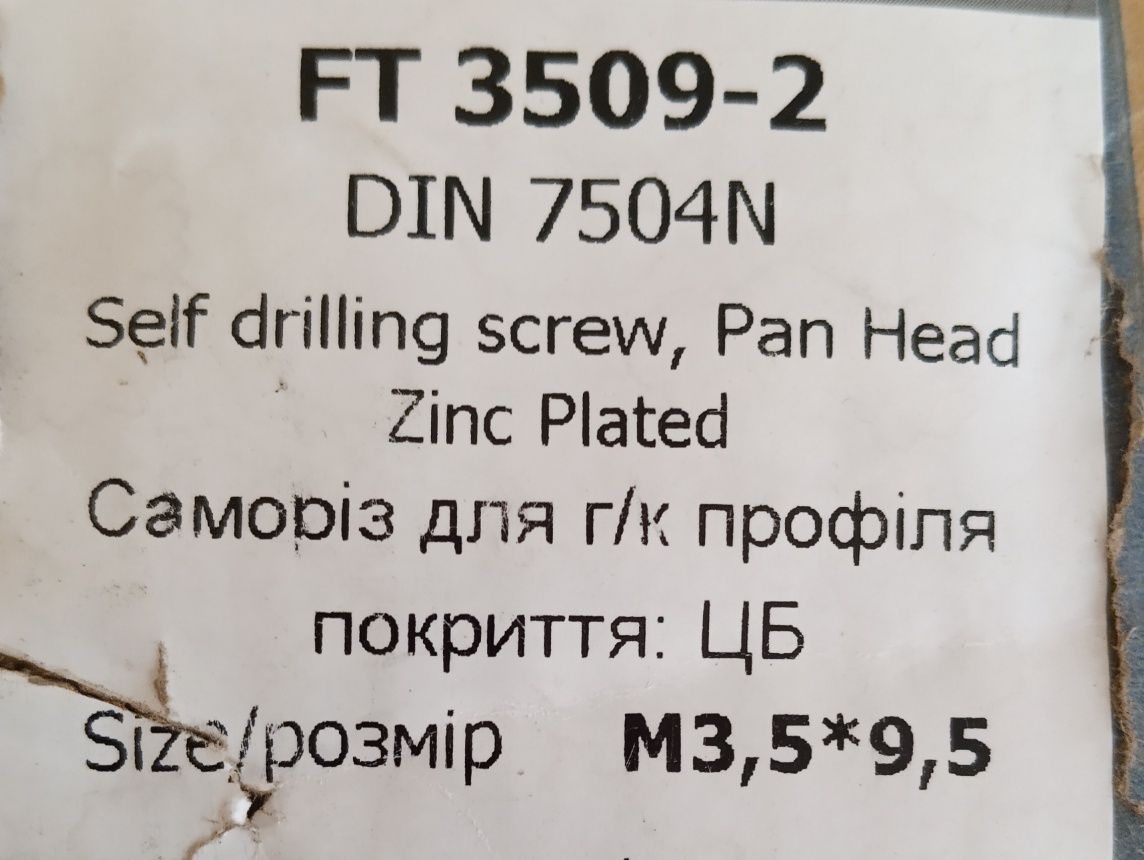 FT 3509-2
DIN 7504N
Self drilling screw, Pan Head
Zinc Plated
Саморіз для г/к профіля
покриття: ЦБ
Size/розмір M3,5*9,5